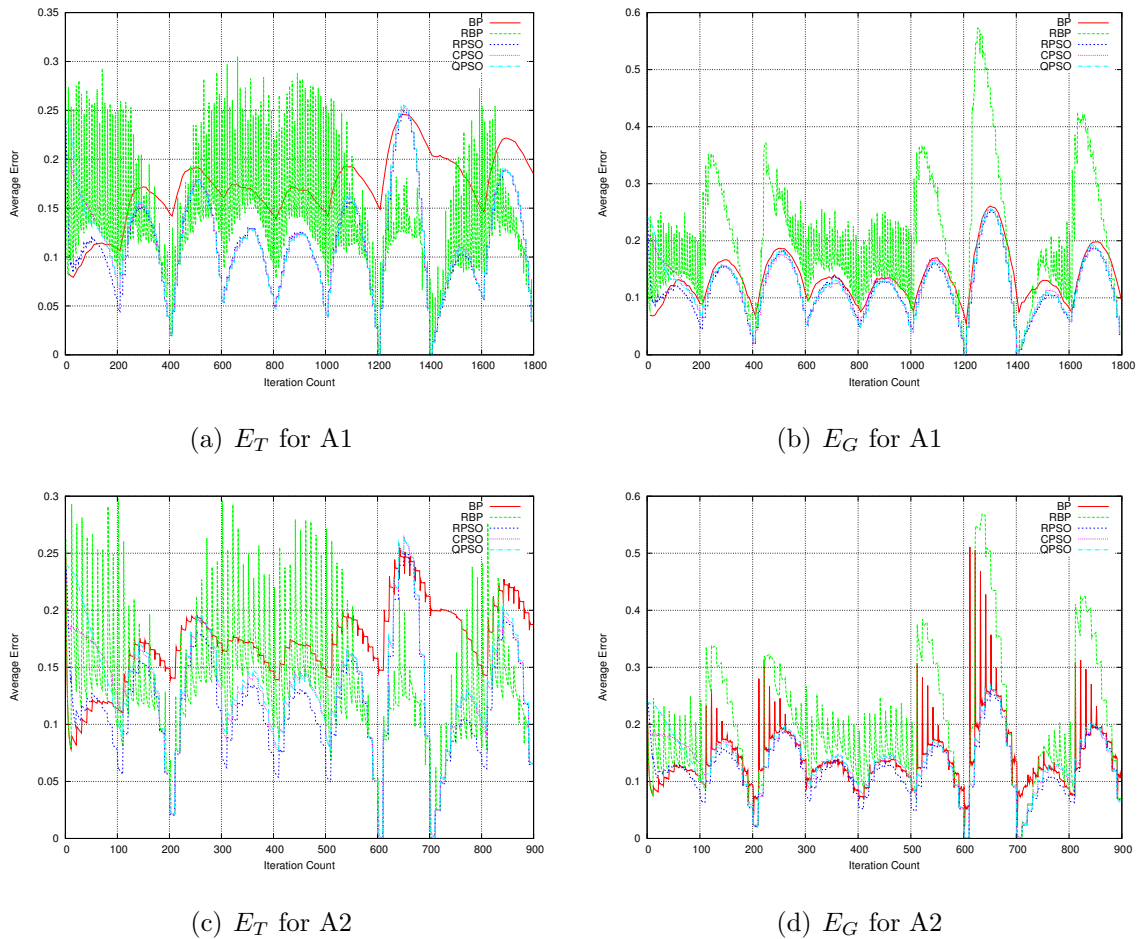 0.35
0.3
0.25
0.2
0.15
0.1
0.05
0
0 200 400 600 800 1000 1200 1400 1600 1800
Average Error
Iteration Count
BP
RBP
RPSO
CPSO
QPSO
(a) E_T for A1
0.6
0.5
0.4
0.3
0.2
0.1
0
0 200 400 600 800 1000 1200 1400 1600 1800
Average Error
Iteration Count
BP
RBP
RPSO
CPSO
QPSO
(b) E_G for A1
0.3
0.25
0.2
0.15
0.1
0.05
0
0 100 200 300 400 500 600 700 800 900
Average Error
Iteration Count
BP
RBP
RPSO
CPSO
QPSO
(c) E_T for A2
0.6
0.5
0.4
0.3
0.2
0.1
0
0 100 200 300 400 500 600 700 800 900
Average Error
Iteration Count
BP
RBP
RPSO
CPSO
QPSO
(d) E_G for A2